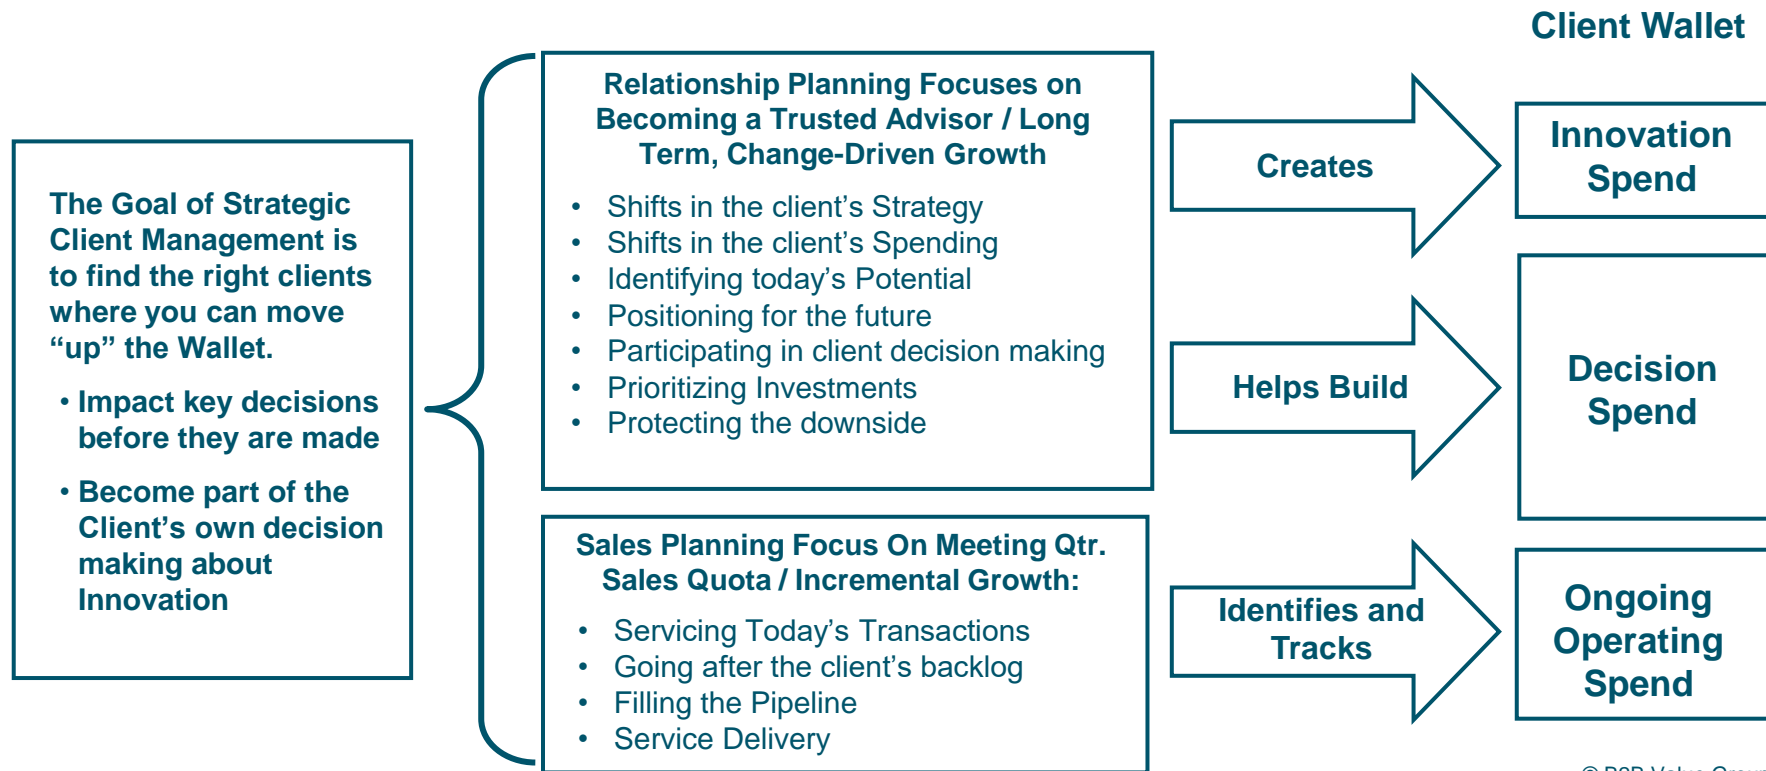 Client Wallet
The Goal of Strategic
Client Management is
to find the right clients
where you can move
“up” the Wallet.
• Impact key decisions
before they are made
• Become part of the
Client’s own decision
making about
Innovation
Relationship Planning Focuses on
Becoming a Trusted Advisor / Long
Term, Change-Driven Growth
• Shifts in the client’s Strategy
• Shifts in the client’s Spending
• Identifying today’s Potential
• Positioning for the future
• Participating in client decision making
• Prioritizing Investments
• Protecting the downside
Sales Planning Focus On Meeting Qtr.
Sales Quota / Incremental Growth:
• Servicing Today’s Transactions
• Going after the client’s backlog
• Filling the Pipeline
• Service Delivery
Creates
Helps Build
Identifies and
Tracks
Innovation
Spend
Decision
Spend
Ongoing
Operating
Spend